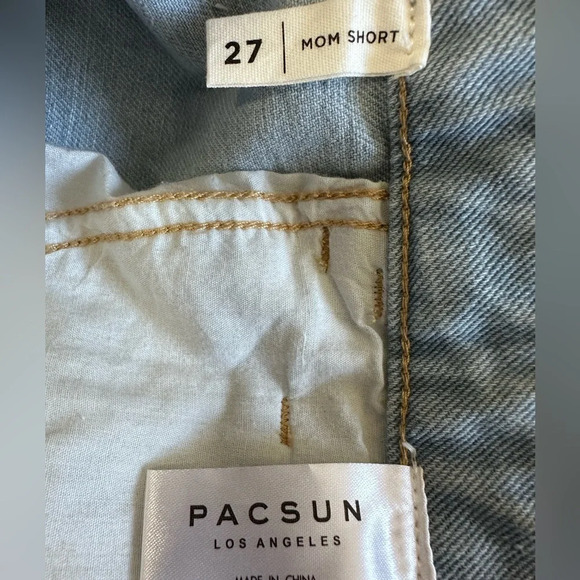 27 | MOM SHORT
PACSUN
LOS ANGELES
MADE IN CHINA